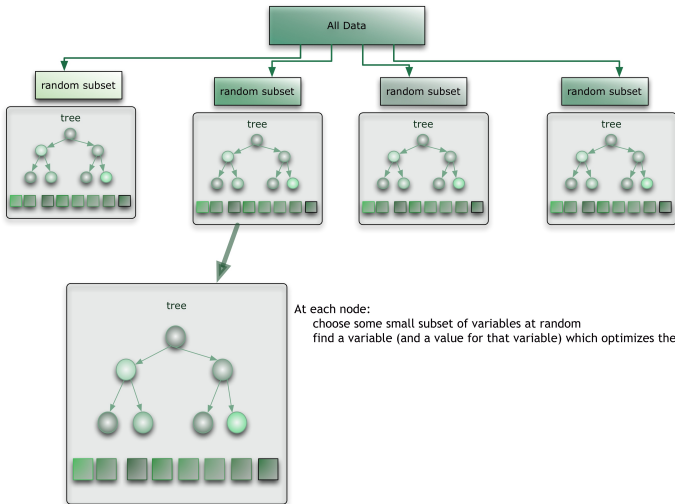 All Data
random subset
random subset
random subset
random subset
tree
tree
tree
tree
tree
At each node:
choose some small subset of variables at random
find a variable (and a value for that variable) which optimizes the